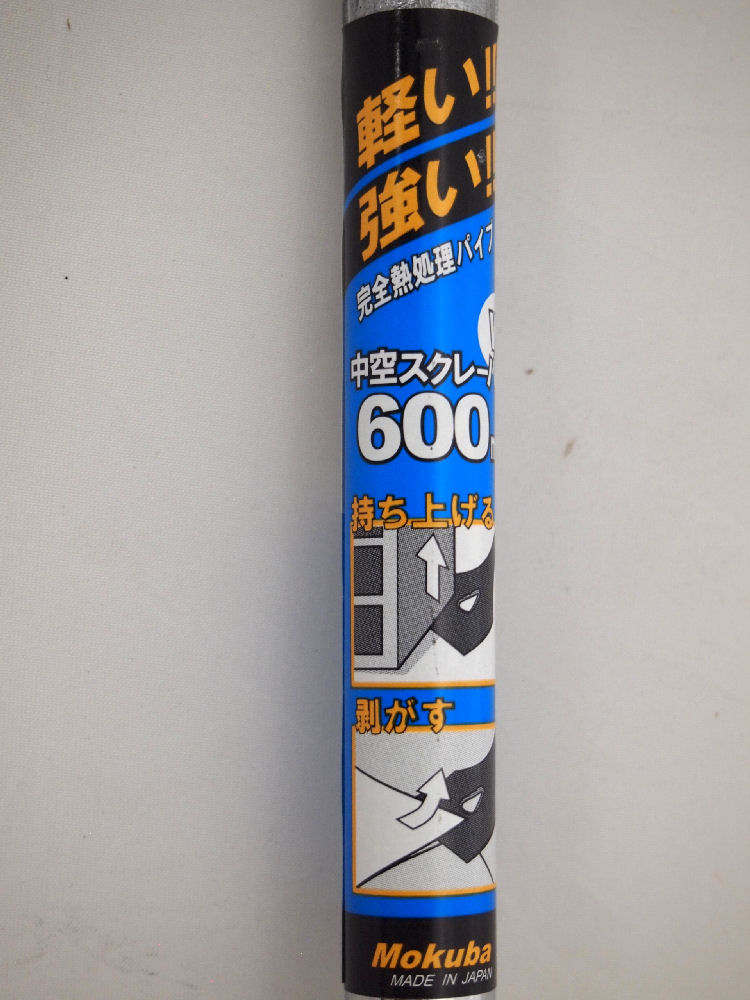 軽い!!
強い!!
完全熱処理パイプ
中空スクレー
600
持ち上げる
剥がす
Mokuba
MADE IN JAPAN